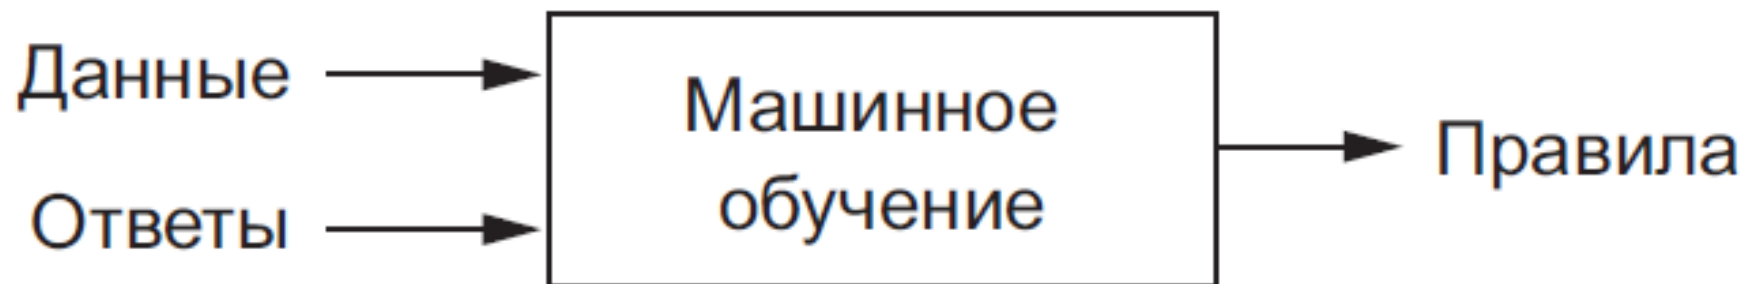 Данные
Ответы
Машинное
обучение
Правила